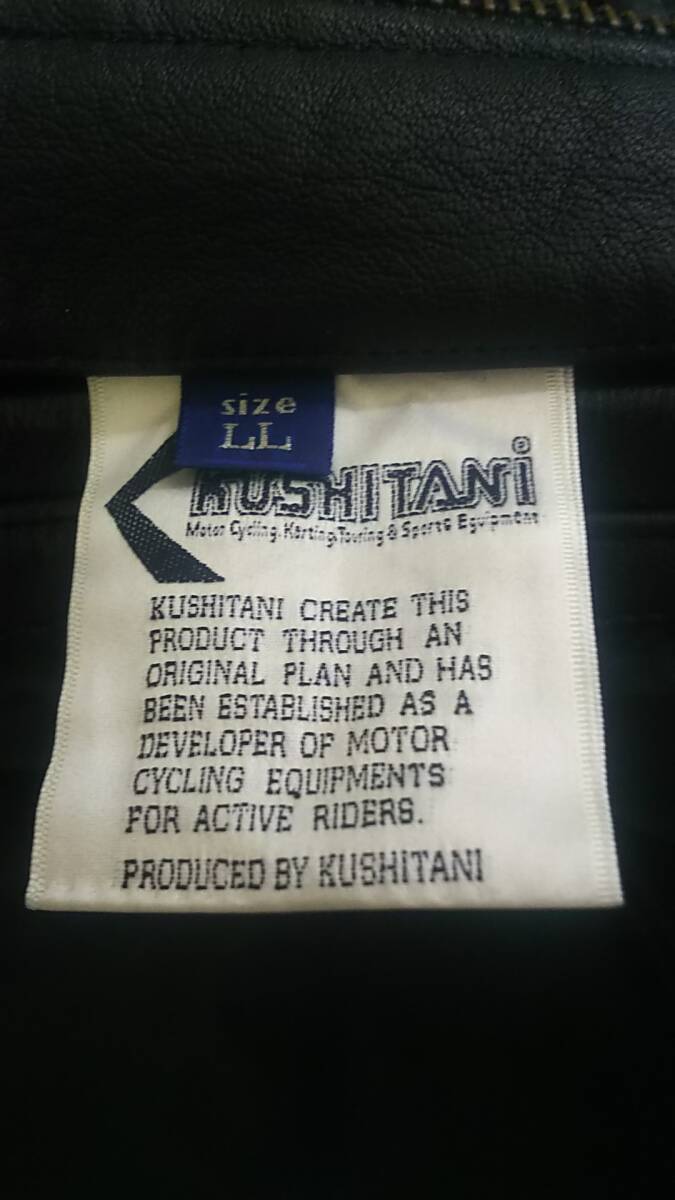 size
LL
KUSHITANI®
Motor Cycling. Karting, Touring & Sports Equipment
KUSHITANI CREATE THIS
PRODUCT THROUGH AN
ORIGINAL PLAN AND HAS
BEEN ESTABLISHED AS A
DEVELOPER OF MOTOR
CYCLING EQUIPMENTS
FOR ACTIVE RIDERS.
PRODUCED BY KUSHITANI